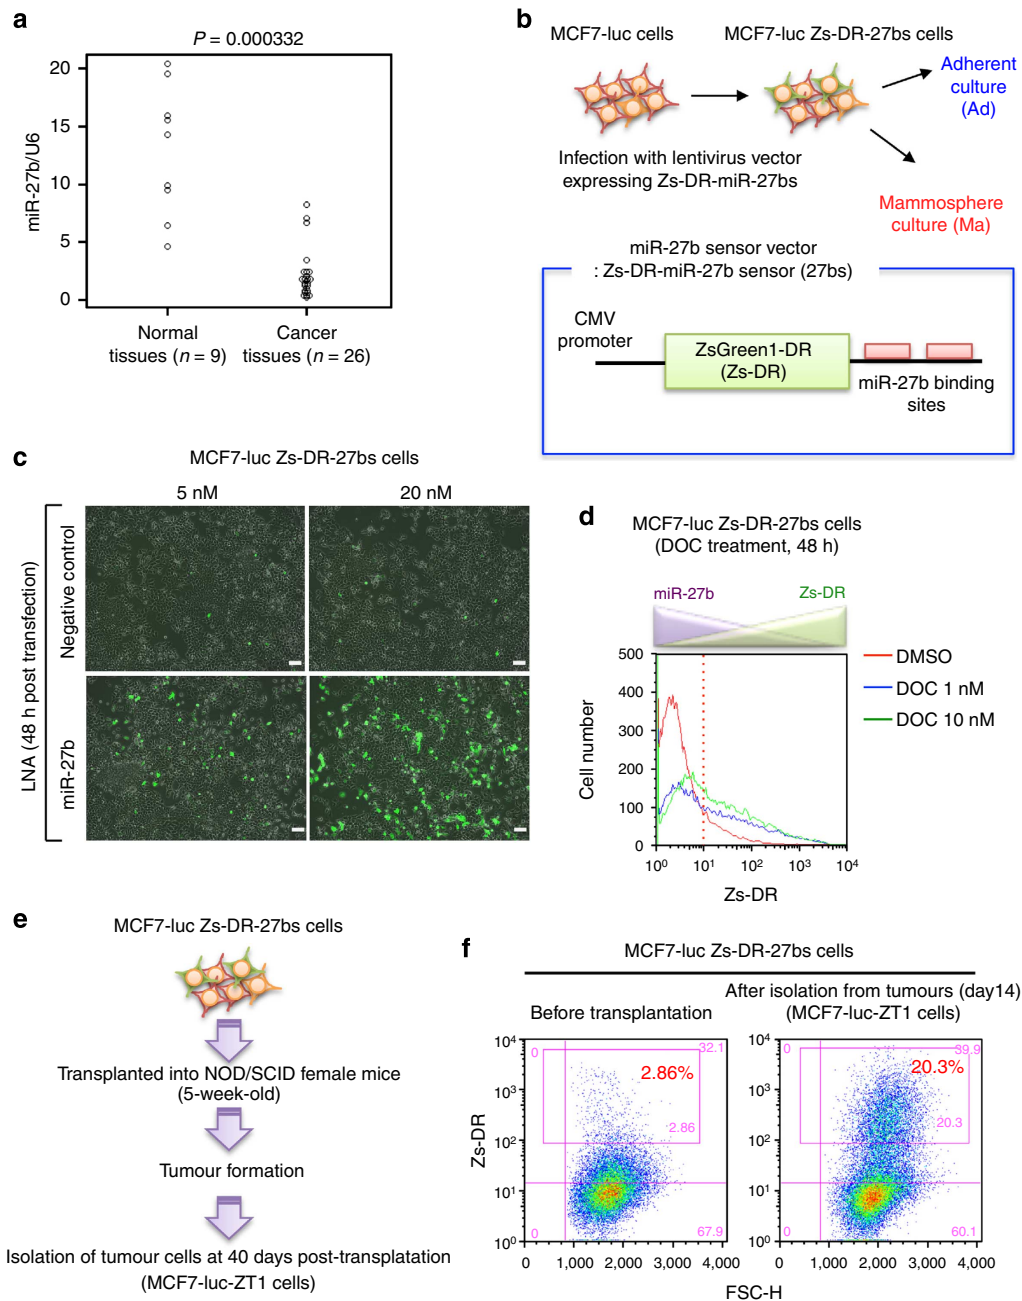 a
P = 0.000332
miR-27b/U6
20
15
10
5
0
Normal
tissues (n = 9)
Cancer
tissues (n = 26)
b
MCF7-luc cells
MCF7-luc Zs-DR-27bs cells
Adherent
culture
(Ad)
Infection with lentivirus vector
expressing Zs-DR-miR-27bs
Mammosphere
culture (Ma)
miR-27b sensor vector
: Zs-DR-miR-27b sensor (27bs)
CMV
promoter
ZsGreen1-DR
(Zs-DR)
miR-27b binding
sites
c
MCF7-luc Zs-DR-27bs cells
5 nM
20 nM
LNA (48 h post transfection)
Negative control
miR-27b
d
MCF7-luc Zs-DR-27bs cells
(DOC treatment, 48 h)
miR-27b
Zs-DR
500
400
300
200
100
0
Cell number
10⁰
10¹
10²
10³
10⁴
Zs-DR
DMSO
DOC 1 nM
DOC 10 nM
e
MCF7-luc Zs-DR-27bs cells
Transplanted into NOD/SCID female mice
(5-week-old)
Tumour formation
Isolation of tumour cells at 40 days post-transplatation
(MCF7-luc-ZT1 cells)
f
MCF7-luc Zs-DR-27bs cells
Before transplantation
After isolation from tumours (day14)
(MCF7-luc-ZT1 cells)
Zs-DR
10⁴
10³
10²
10¹
10⁰
0
32.1
2.86%
2.86
0
67.9
0
1,000
2,000
3,000
4,000
10⁴
10³
10²
10¹
10⁰
0
39.9
20.3%
20.3
0
60.1
0
1,000
2,000
3,000
4,000
FSC-H